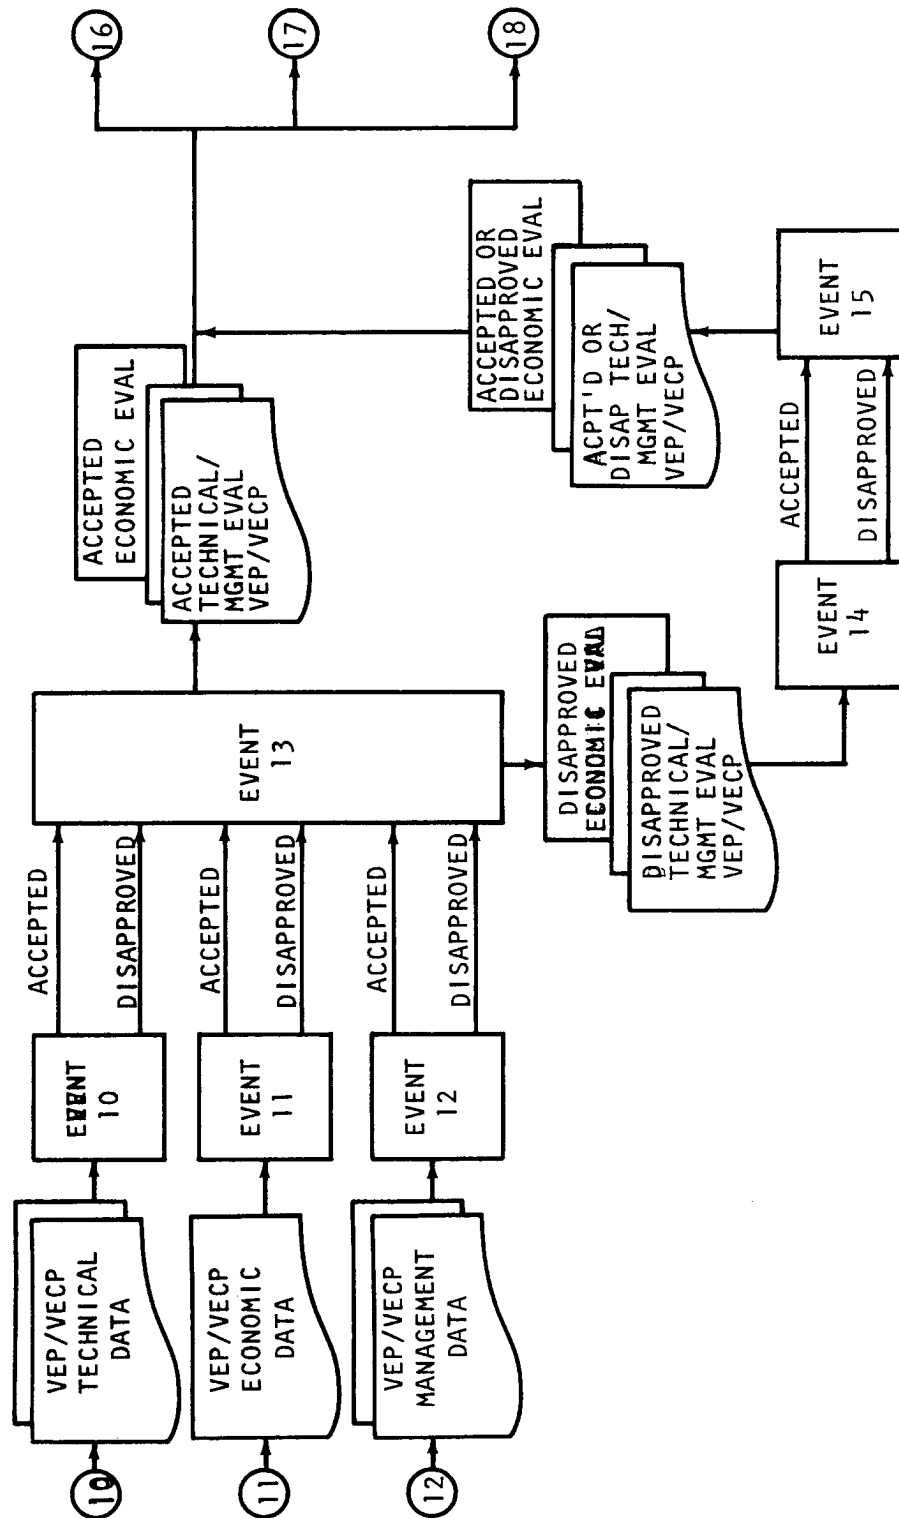 10
VEP/VECP
TECHNICAL
DATA
EVENT
10
ACCEPTED
DISAPPROVED
11
VEP/VECP
ECONOMIC
DATA
EVENT
11
ACCEPTED
DISAPPROVED
12
VEP/VECP
MANAGEMENT
DATA
EVENT
12
ACCEPTED
DISAPPROVED
EVENT
13
ACCEPTED
ECONOMIC EVAL
ACCEPTED
TECHNICAL/
MGMT EVAL
VEP/VECP
DISAPPROVED
ECONOMIC EVAL
DISAPPROVED
TECHNICAL/
MGMT EVAL
VEP/VECP
EVENT
14
ACCEPTED
DISAPPROVED
EVENT
15
ACCEPTED OR
DISAPPROVED
ECONOMIC EVAL
ACPT'D OR
DISAP TECH/
MGMT EVAL
VEP/VECP
16
17
18